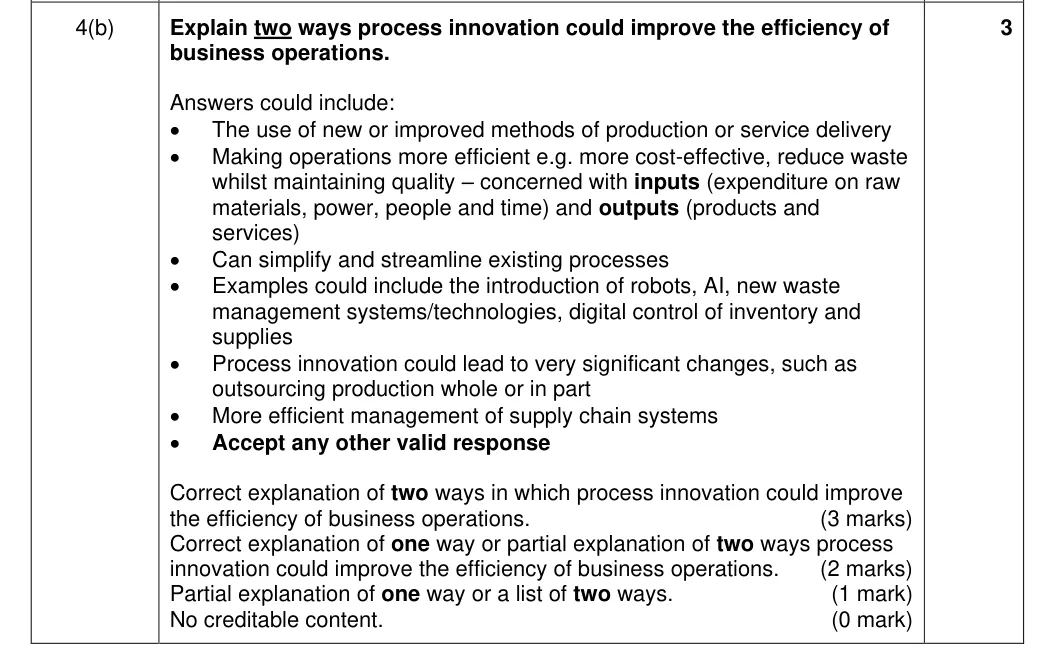 4(b)
Explain two ways process innovation could improve the efficiency of
business operations.
3
Answers could include:
• The use of new or improved methods of production or service delivery
• Making operations more efficient e.g. more cost-effective, reduce waste
whilst maintaining quality – concerned with inputs (expenditure on raw
materials, power, people and time) and outputs (products and
services)
• Can simplify and streamline existing processes
• Examples could include the introduction of robots, AI, new waste
management systems/technologies, digital control of inventory and
supplies
• Process innovation could lead to very significant changes, such as
outsourcing production whole or in part
• More efficient management of supply chain systems
• Accept any other valid response
Correct explanation of two ways in which process innovation could improve
the efficiency of business operations. (3 marks)
Correct explanation of one way or partial explanation of two ways process
innovation could improve the efficiency of business operations. (2 marks)
Partial explanation of one way or a list of two ways. (1 mark)
No creditable content. (0 mark)